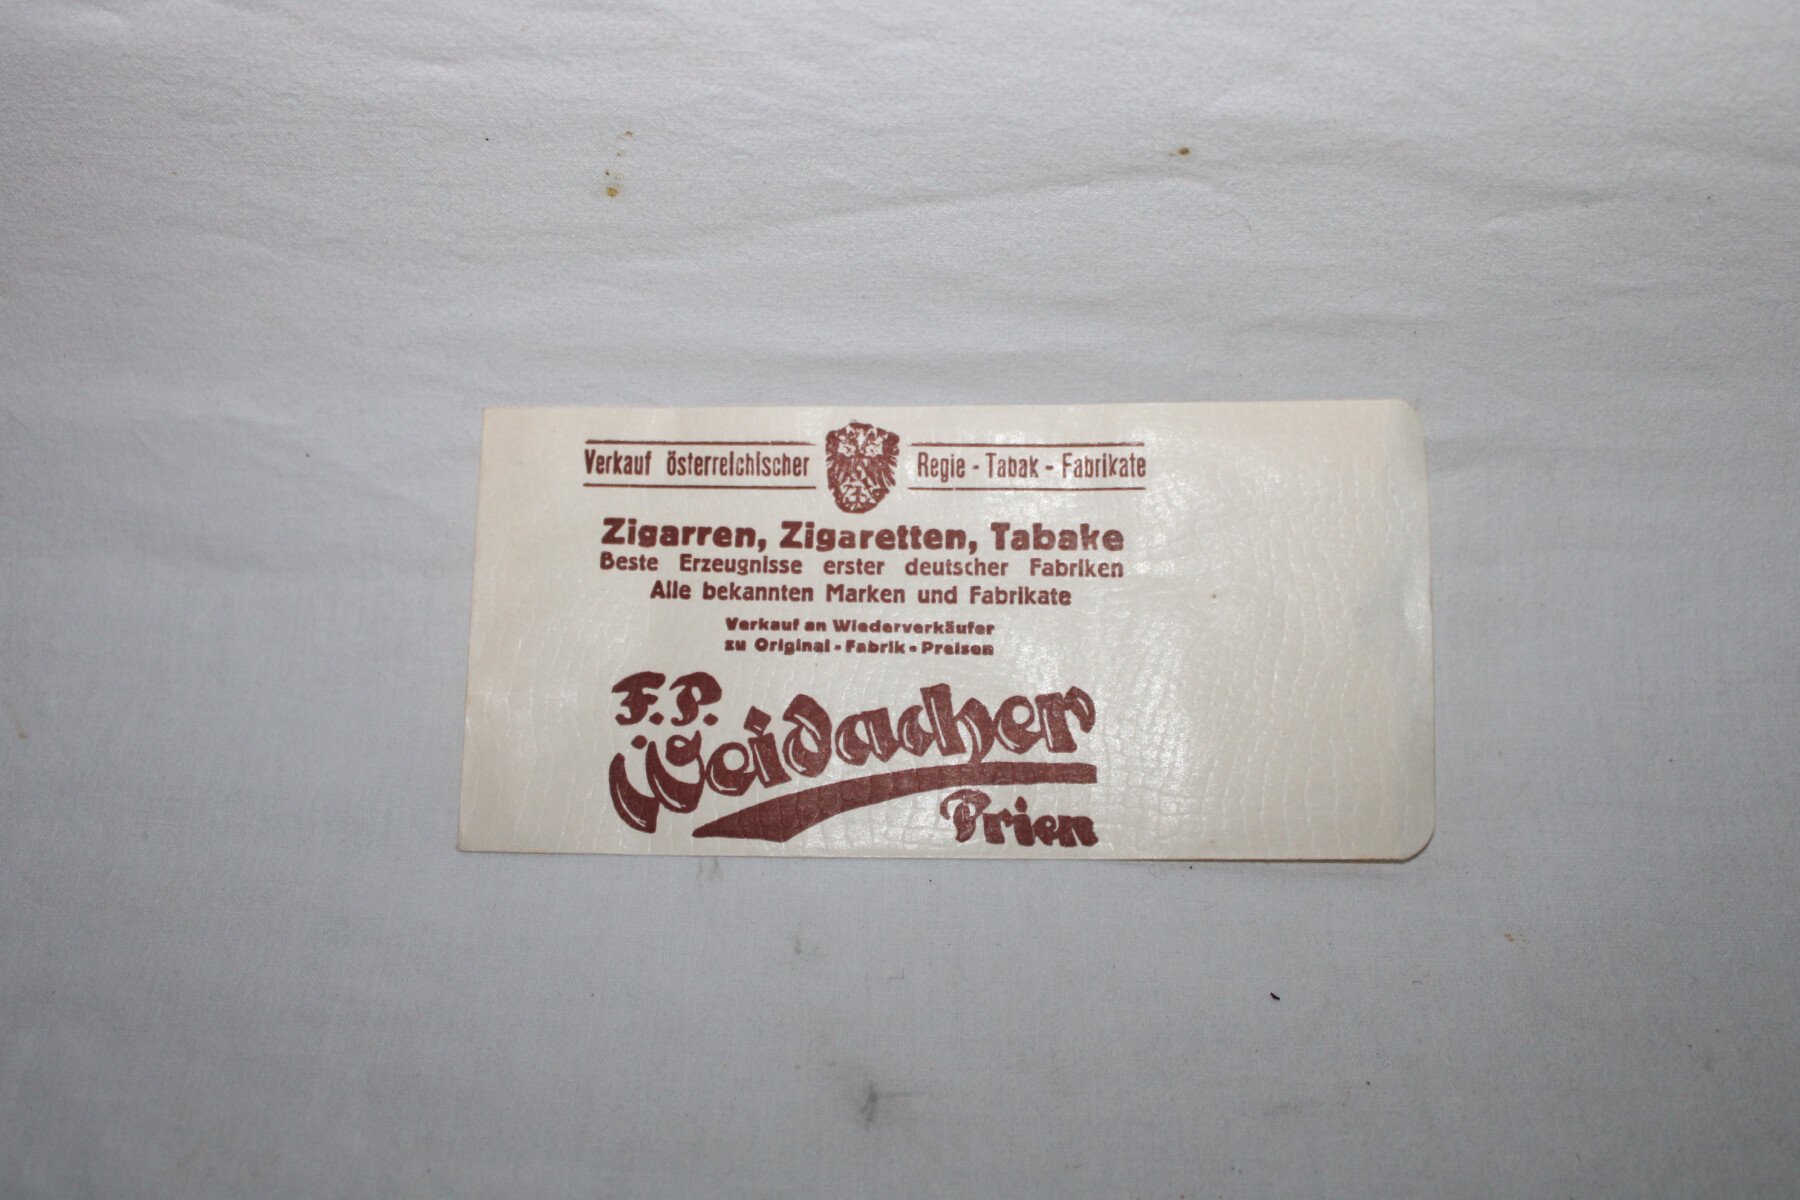 Verkauf österreichischer Regie - Tabak - Fabrikate
Zigarren, Zigaretten, Tabake
Beste Erzeugnisse erster deutscher Fabriken
Alle bekannten Marken und Fabrikate
Verkauf an Wiederverkäufer
zu Original - Fabrik - Preisen
F. P.
Weidacher
Prien